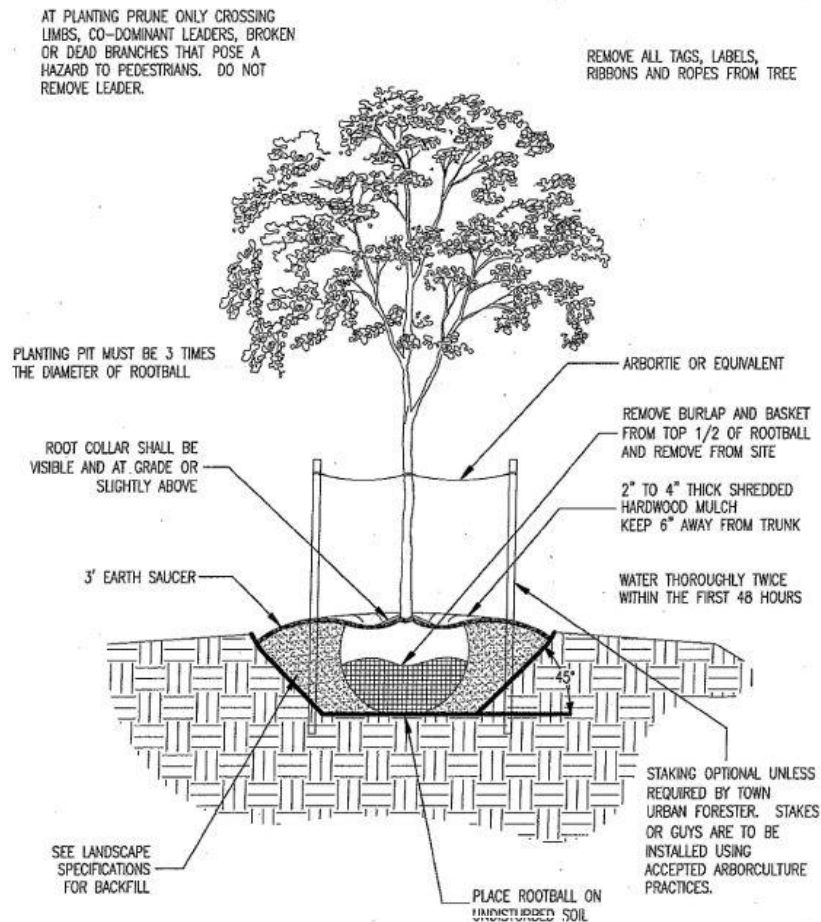 AT PLANTING PRUNE ONLY CROSSING
LIMBS, CO-DOMINANT LEADERS, BROKEN
OR DEAD BRANCHES THAT POSE A
HAZARD TO PEDESTRIANS. DO NOT
REMOVE LEADER.
REMOVE ALL TAGS, LABELS,
RIBBONS AND ROPES FROM TREE
PLANTING PIT MUST BE 3 TIMES
THE DIAMETER OF ROOTBALL
ARBORTIE OR EQUIVALENT
REMOVE BURLAP AND BASKET
FROM TOP 1/2 OF ROOTBALL
AND REMOVE FROM SITE
ROOT COLLAR SHALL BE
VISIBLE AND AT GRADE OR
SLIGHTLY ABOVE
2" TO 4" THICK SHREDDED
HARDWOOD MULCH
KEEP 6" AWAY FROM TRUNK
3' EARTH SAUCER
WATER THOROUGHLY TWICE
WITHIN THE FIRST 48 HOURS
45°
STAKING OPTIONAL UNLESS
REQUIRED BY TOWN
URBAN FORESTER. STAKES
OR GUYS ARE TO BE
INSTALLED USING
ACCEPTED ARBORCULTURE
PRACTICES.
SEE LANDSCAPE
SPECIFICATIONS
FOR BACKFILL
PLACE ROOTBALL ON
UNDISTURBED SOIL